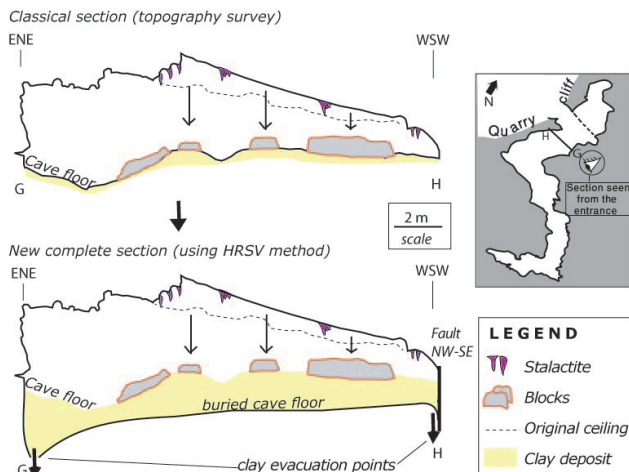 Classical section (topography survey)
ENE
WSW
Cave floor
G
H
2 m
scale
New complete section (using HRSV method)
ENE
WSW
Fault
NW-SE
Cave floor
buried cave floor
G
clay evacuation points
H
N
Quarry
cliff
H
G
Section seen
from the
entrance
LEGEND
Stalactite
Blocks
Original ceiling
Clay deposit